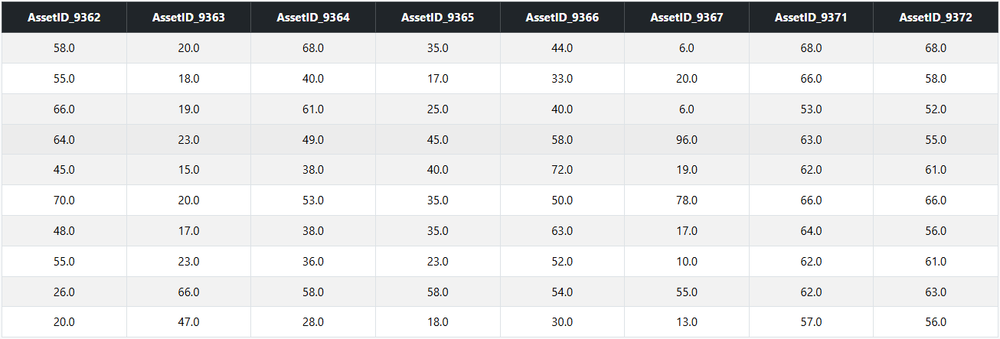 AssetID_9362 AssetID_9363 AssetID_9364 AssetID_9365 AssetID_9366 AssetID_9367 AssetID_9371 AssetID_9372
58.0 20.0 68.0 35.0 44.0 6.0 68.0 68.0
55.0 18.0 40.0 17.0 33.0 20.0 66.0 58.0
66.0 19.0 61.0 25.0 40.0 6.0 53.0 52.0
64.0 23.0 49.0 45.0 58.0 96.0 63.0 55.0
45.0 15.0 38.0 40.0 72.0 19.0 62.0 61.0
70.0 20.0 53.0 35.0 50.0 78.0 66.0 66.0
48.0 17.0 38.0 35.0 63.0 17.0 64.0 56.0
55.0 23.0 36.0 23.0 52.0 10.0 62.0 61.0
26.0 66.0 58.0 58.0 54.0 55.0 62.0 63.0
20.0 47.0 28.0 18.0 30.0 13.0 57.0 56.0